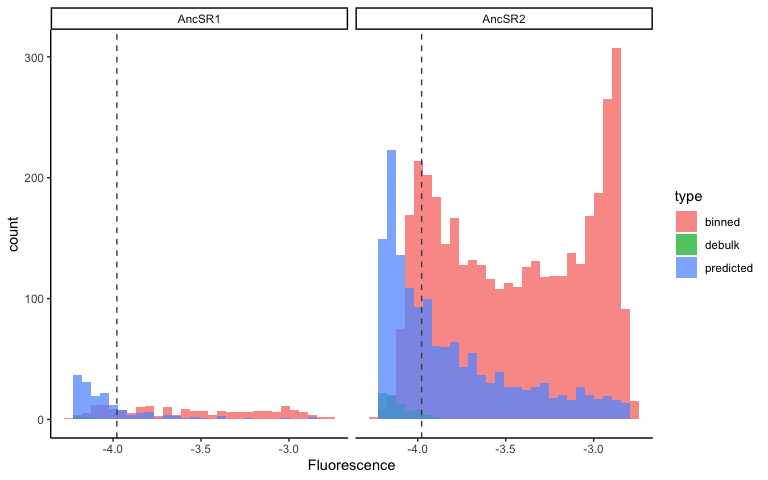 AncSR1
AncSR2
300
200
100
0
count
-4.0
-3.5
-3.0
-4.0
-3.5
-3.0
Fluorescence
type
binned
debulk
predicted